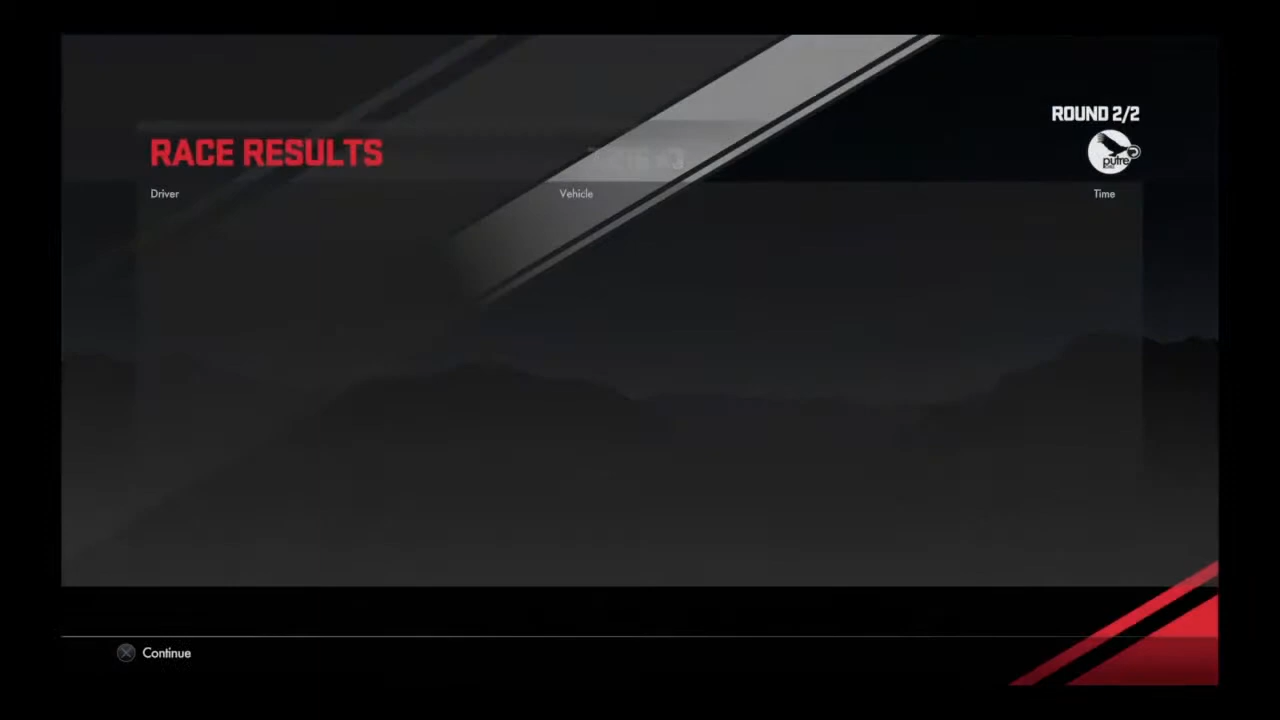 ROUND 2/2
RACE RESULTS
putre
Driver
Vehicle
Time
Continue